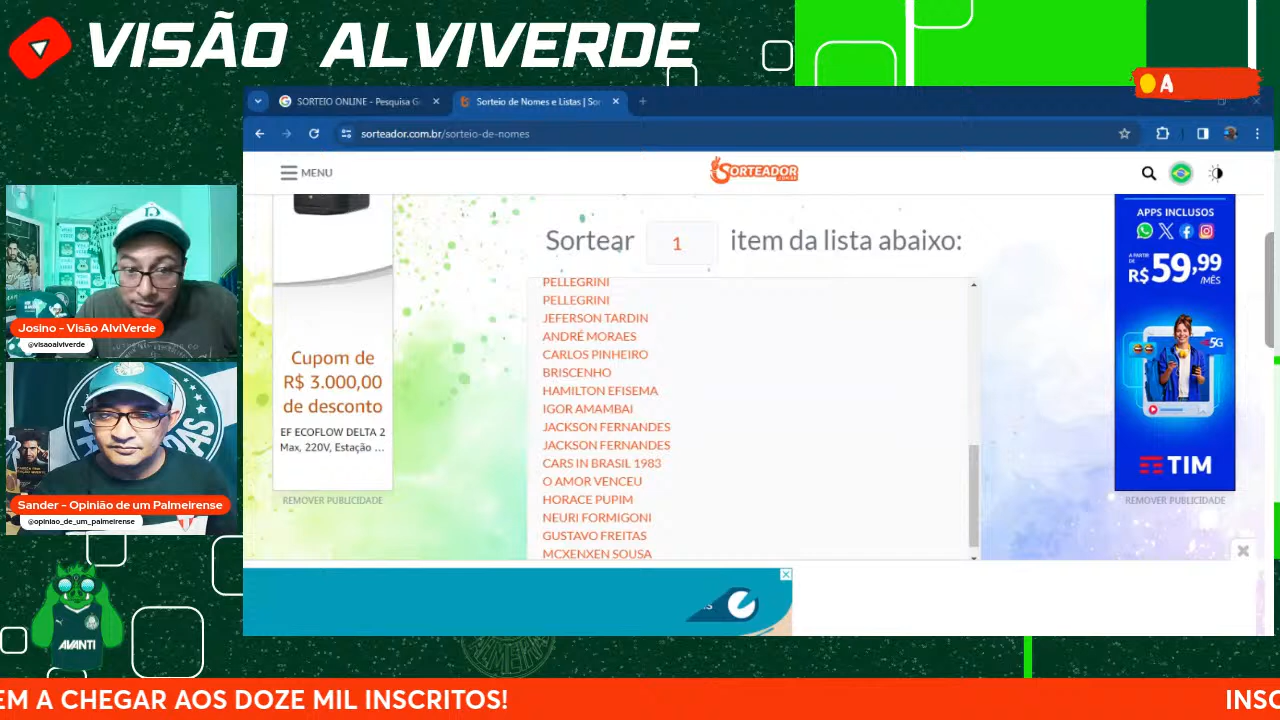 VISÃO ALVIVERDE
A
SORTEIO ONLINE - Pesquisa G
Sorteio de Nomes e Listas | Sor
sorteador.com.br/sorteio-de-nomes
MENU
SORTEADOR
Sortear 1 item da lista abaixo:
PELLEGRINI
PELLEGRINI
JEFERSON TARDIN
ANDRÉ MORAES
CARLOS PINHEIRO
BRISCENHO
HAMILTON EFISEMA
IGOR AMAMBAI
JACKSON FERNANDES
JACKSON FERNANDES
CARS IN BRASIL 1983
O AMOR VENCEU
HORACE PUPIM
NEURI FORMIGONI
GUSTAVO FREITAS
MCXENXEN SOUSA
Cupom de
R$ 3.000,00
de desconto
EF ECOFLOW DELTA 2
Max, 220V, Estação ...
REMOVER PUBLICIDADE
APPS INCLUSOS
A PARTIR DE
R$59,99
/MÊS
5G
TIM
REMOVER PUBLICIDADE
Josino - Visão AlviVerde
@visaoalviverde
Sander - Opinião de um Palmeirense
@opiniao_de_um_palmeirense
AVANTI
EM A CHEGAR AOS DOZE MIL INSCRITOS!
INSC